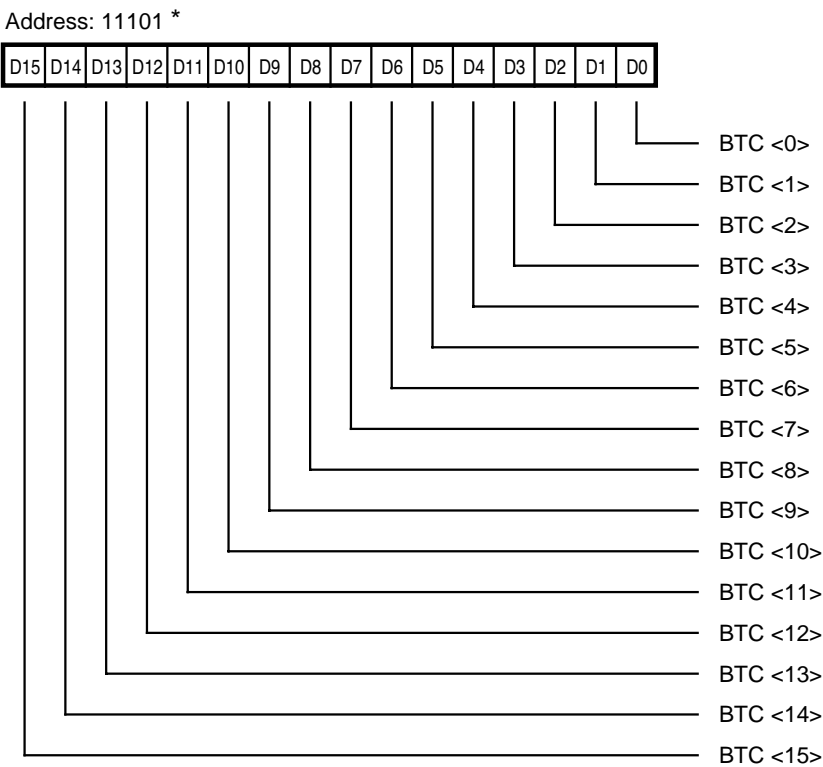 Address: 11101 *
D15 D14 D13 D12 D11 D10 D9 D8 D7 D6 D5 D4 D3 D2 D1 D0
BTC <0>
BTC <1>
BTC <2>
BTC <3>
BTC <4>
BTC <5>
BTC <6>
BTC <7>
BTC <8>
BTC <9>
BTC <10>
BTC <11>
BTC <12>
BTC <13>
BTC <14>
BTC <15>